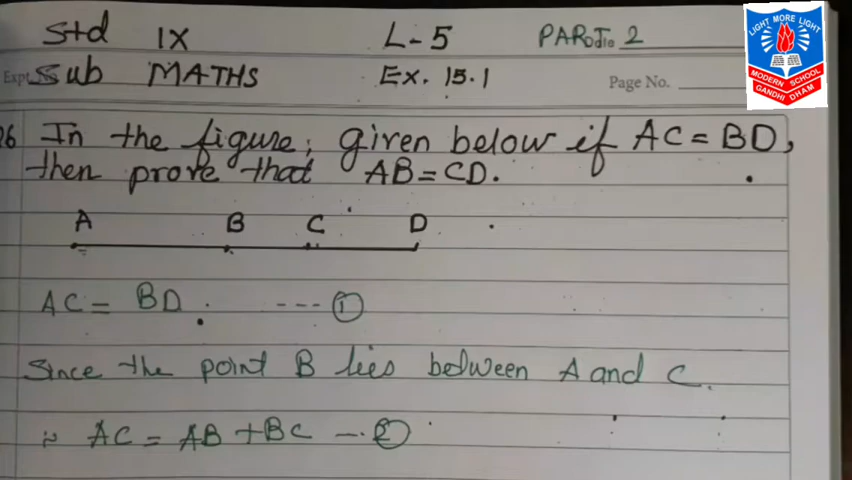 Std IX L-5 PART 2
Expt. Sub MATHS Ex. 15.1 Page No.
LIGHT MORE LIGHT
MODERN SCHOOL
GANDHI DHAM
In the figure, given below if AC = BD,
then prove that AB = CD.
A B C D
AC = BD. --- ①
Since the point B lies between A and C.
∴ AC = AB + BC — ②